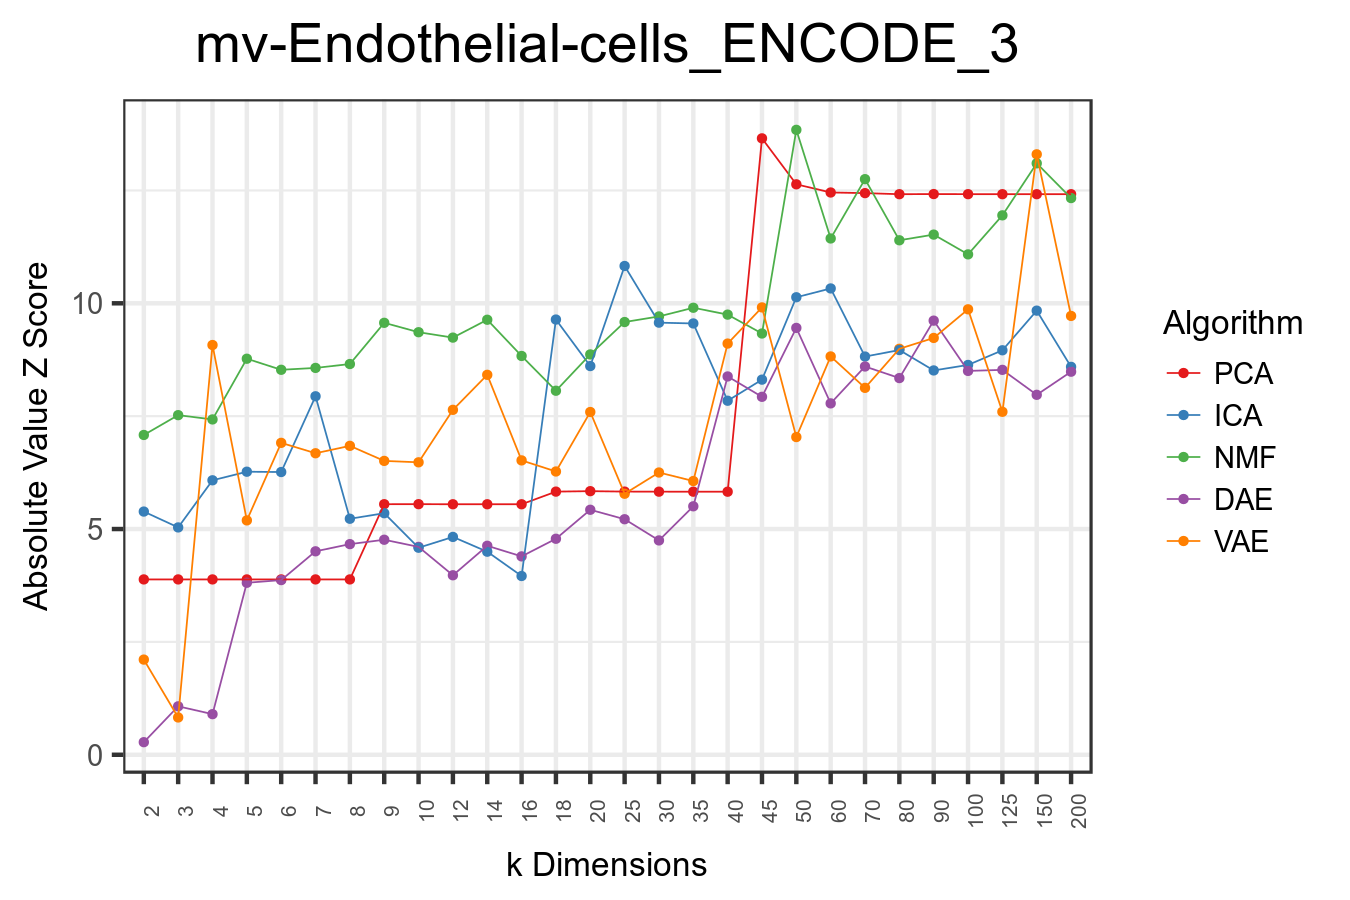 mv-Endothelial-cells_ENCODE_3
Absolute Value Z Score
10
5
0
2 3 4 5 6 7 8 9 10 12 14 16 18 20 25 30 35 40 45 50 60 70 80 90 100 125 150 200
k Dimensions
Algorithm
PCA
ICA
NMF
DAE
VAE